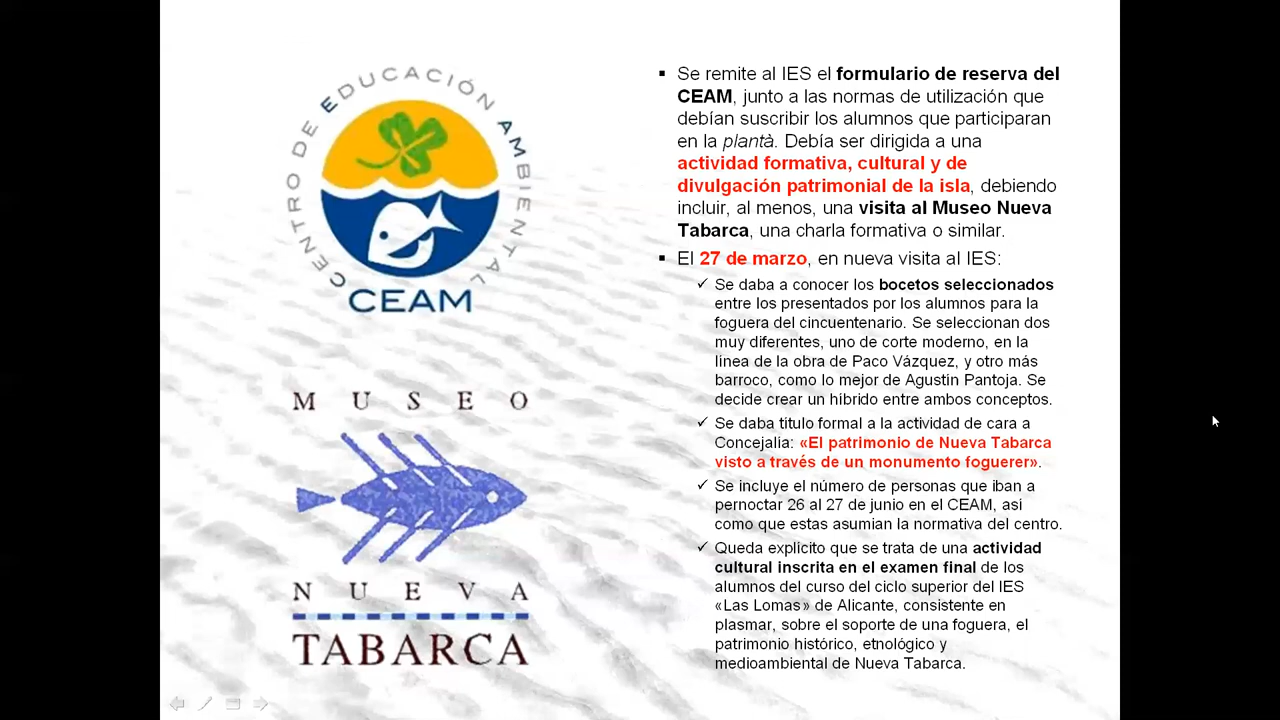 CENTRO DE EDUCACIÓN AMBIENTAL
CEAM
MUSEO
NUEVA
TABARCA
▪ Se remite al IES el formulario de reserva del
CEAM, junto a las normas de utilización que
debían suscribir los alumnos que participaran
en la plantà. Debía ser dirigida a una
actividad formativa, cultural y de
divulgación patrimonial de la isla, debiendo
incluir, al menos, una visita al Museo Nueva
Tabarca, una charla formativa o similar.
▪ El 27 de marzo, en nueva visita al IES:
✓ Se daba a conocer los bocetos seleccionados
entre los presentados por los alumnos para la
foguera del cincuentenario. Se seleccionan dos
muy diferentes, uno de corte moderno, en la
línea de la obra de Paco Vázquez, y otro más
barroco, como lo mejor de Agustín Pantoja. Se
decide crear un híbrido entre ambos conceptos.
✓ Se daba título formal a la actividad de cara a
Concejalía: «El patrimonio de Nueva Tabarca
visto a través de un monumento foguerer».
✓ Se incluye el número de personas que iban a
pernoctar 26 al 27 de junio en el CEAM, así
como que estas asumían la normativa del centro.
✓ Queda explícito que se trata de una actividad
cultural inscrita en el examen final de los
alumnos del curso del ciclo superior del IES
«Las Lomas» de Alicante, consistente en
plasmar, sobre el soporte de una foguera, el
patrimonio histórico, etnológico y
medioambiental de Nueva Tabarca.